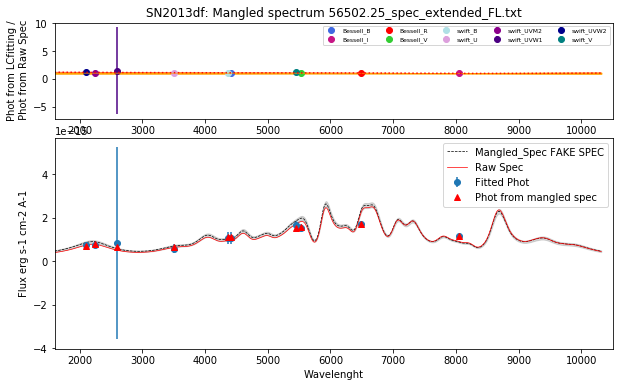 SN2013df: Mangled spectrum 56502.25_spec_extended_FL.txt
Phot from LCfitting /
Phot from Raw Spec
10
5
0
−5
Bessell_B
Bessell_I
Bessell_R
Bessell_V
swift_B
swift_U
swift_UVM2
swift_UVW1
swift_UVW2
swift_V
2000 3000 4000 5000 6000 7000 8000 9000 10000
Flux erg s-1 cm-2 A-1
4
2
0
−2
−4
Mangled_Spec FAKE SPEC
Raw Spec
Fitted Phot
Phot from mangled spec
2000 3000 4000 5000 6000 7000 8000 9000 10000
Wavelenght